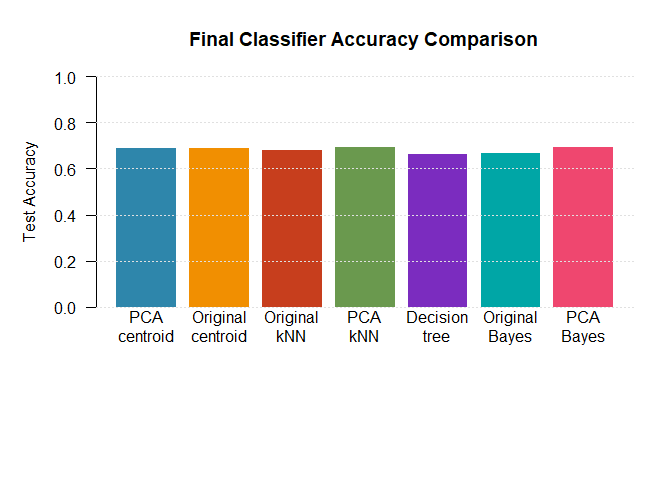 Final Classifier Accuracy Comparison
Test Accuracy
1.0
0.8
0.6
0.4
0.2
0.0
PCA centroid
Original centroid
Original kNN
PCA kNN
Decision tree
Original Bayes
PCA Bayes